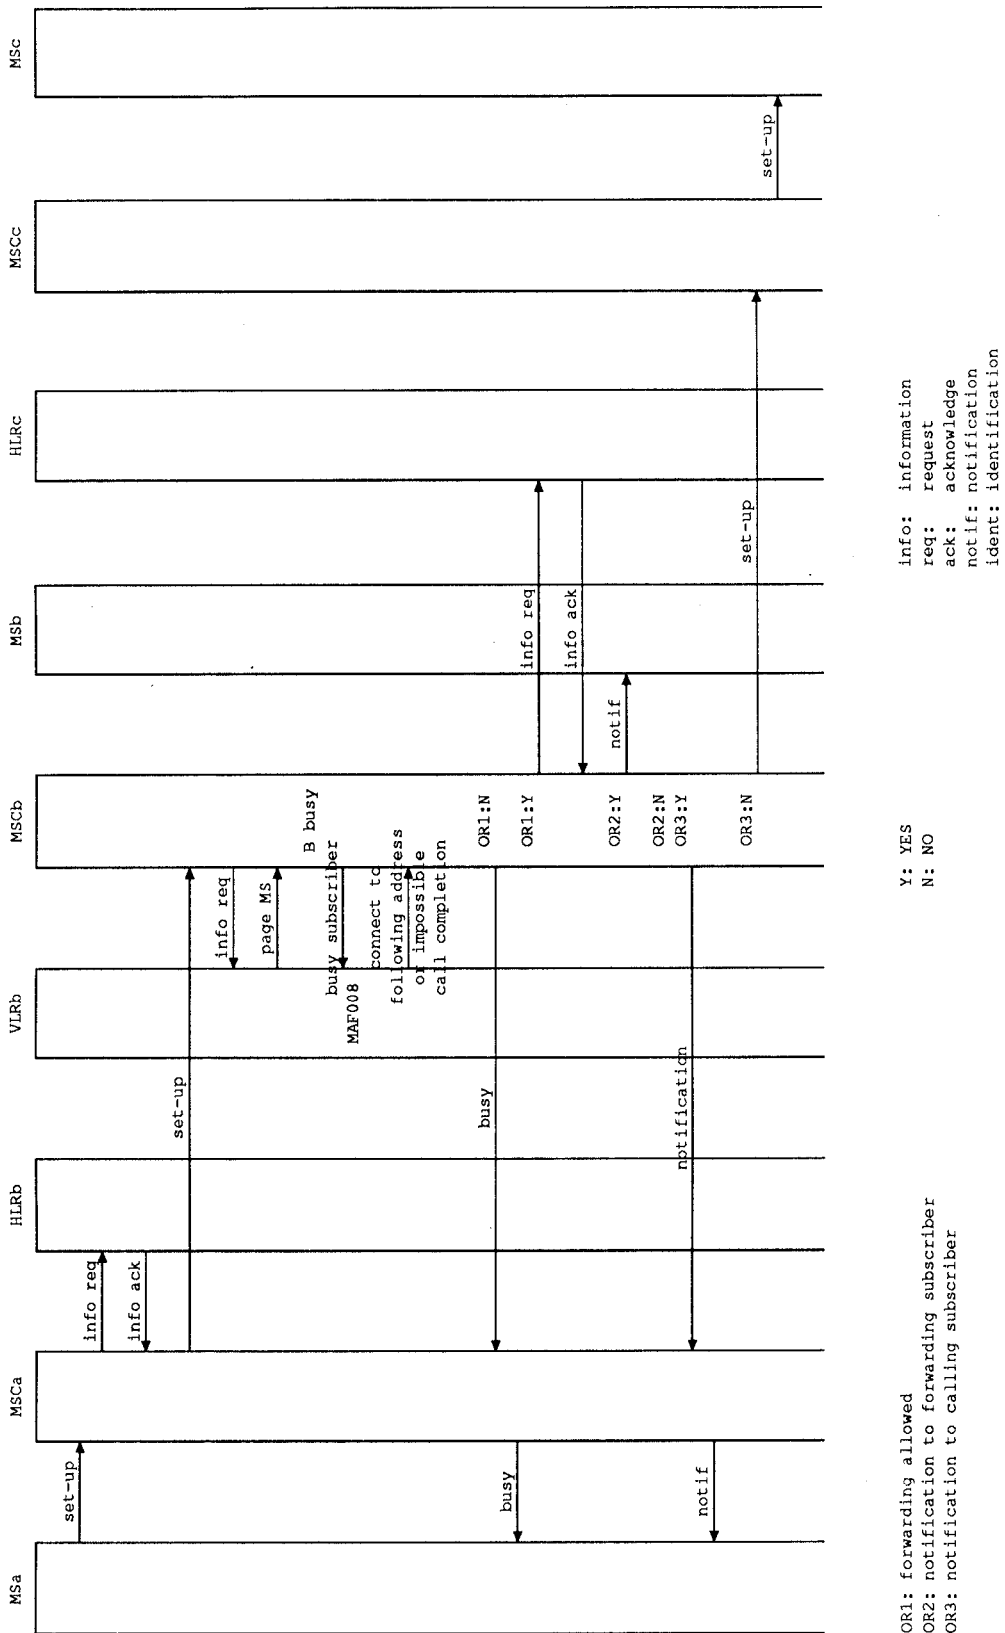 MSa
MSCa
HLRb
VLRb
MSCb
MSb
HLRc
MSCc
MSc
set-up
info req
info ack
set-up
info req
page MS
B busy
busy subscriber
MAF008
connect to
following address
or impossible
call completion
OR1:N
busy
busy
OR1:Y
info req
info ack
OR2:Y
notif
OR2:N
OR3:Y
notification
notif
OR3:N
set-up
set-up
OR1: forwarding allowed
OR2: notification to forwarding subscriber
OR3: notification to calling subscriber
Y: YES
N: NO
info: information
req: request
ack: acknowledge
notif: notification
ident: identification